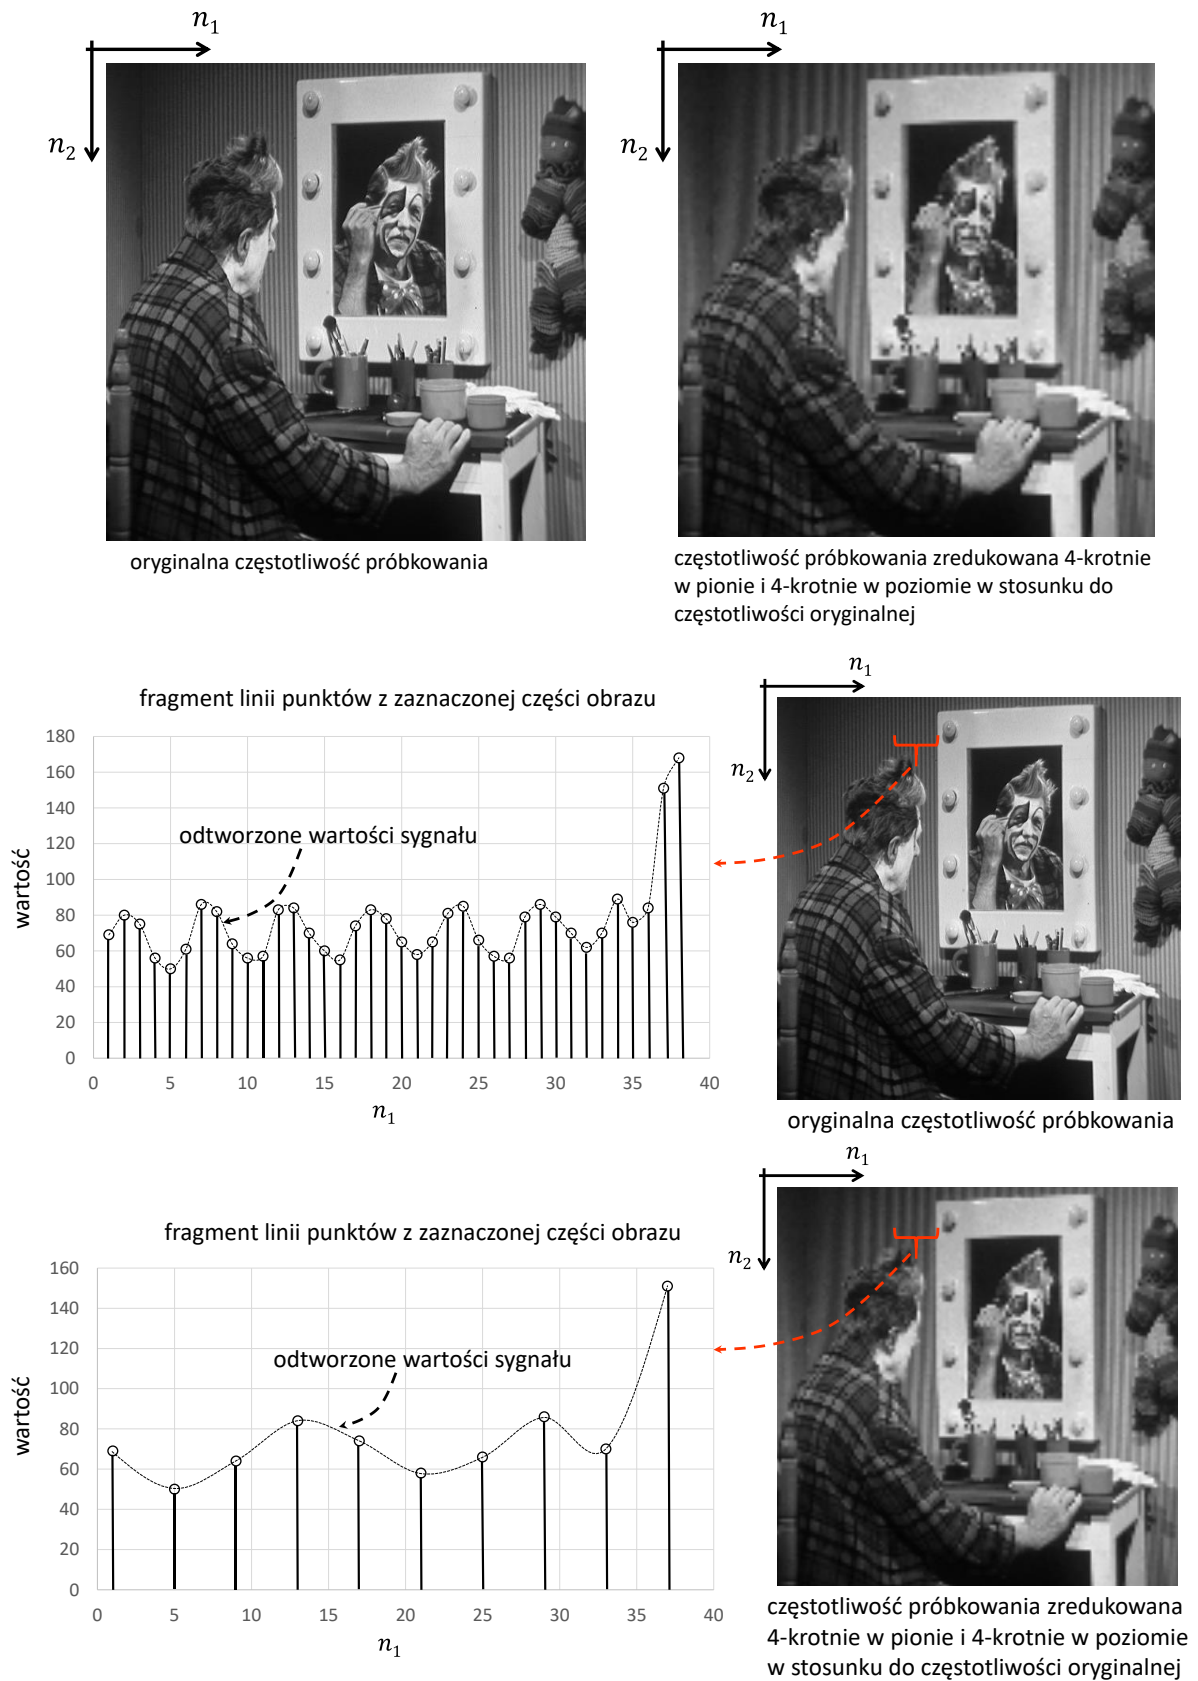 n₁
n₁
n₂
n₂
oryginalna częstotliwość próbkowania
częstotliwość próbkowania zredukowana 4-krotnie
w pionie i 4-krotnie w poziomie w stosunku do
częstotliwości oryginalnej
fragment linii punktów z zaznaczonej części obrazu
180
160
140
120
100
80
60
40
20
0
wartość
odtworzone wartości sygnału
0 5 10 15 20 25 30 35 40
n₁
n₁
n₂
oryginalna częstotliwość próbkowania
fragment linii punktów z zaznaczonej części obrazu
160
140
120
100
80
60
40
20
0
wartość
odtworzone wartości sygnału
0 5 10 15 20 25 30 35 40
n₁
n₁
n₂
częstotliwość próbkowania zredukowana
4-krotnie w pionie i 4-krotnie w poziomie
w stosunku do częstotliwości oryginalnej